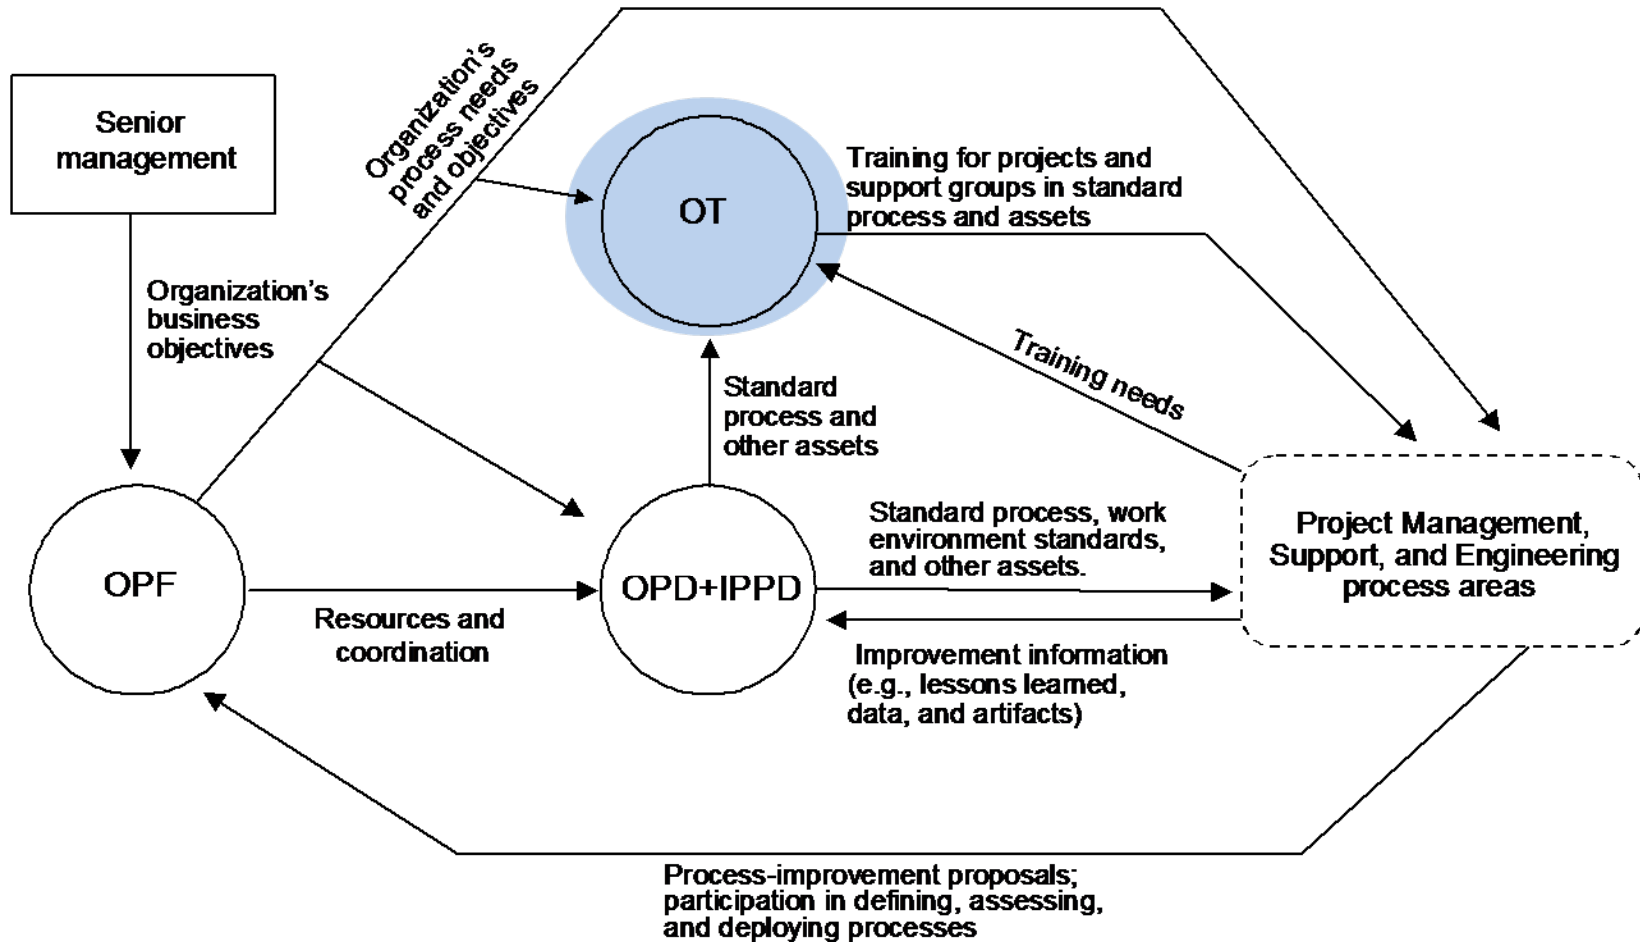 Organization's
process needs
and objectives
Senior
management
OT
Training for projects and
support groups in standard
process and assets
Organization's
business
objectives
Training needs
Standard
process and
other assets
OPF
OPD+IPPD
Standard process, work
environment standards,
and other assets.
Project Management,
Support, and Engineering
process areas
Resources and
coordination
Improvement information
(e.g., lessons learned,
data, and artifacts)
Process-improvement proposals;
participation in defining, assessing,
and deploying processes